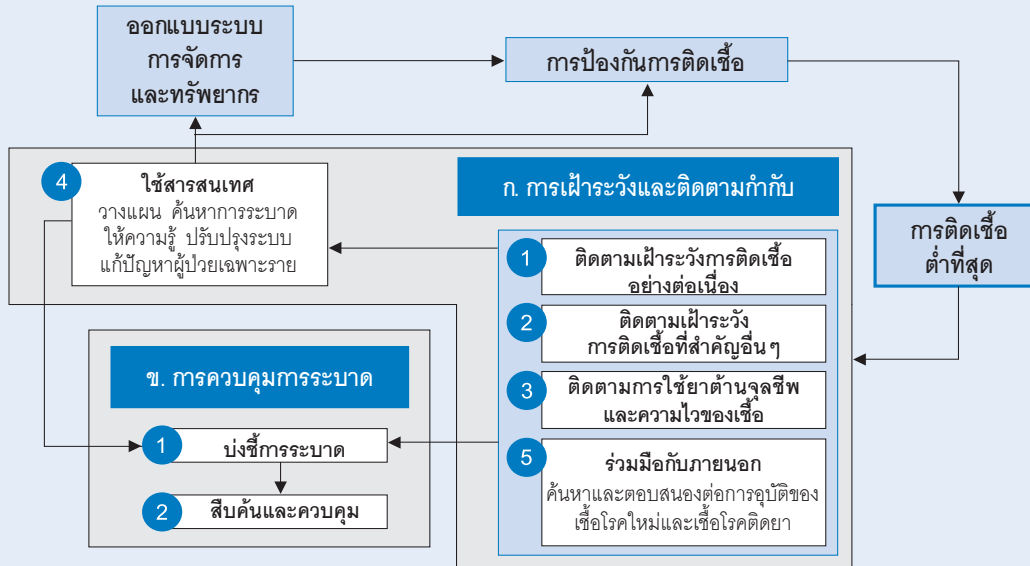 ออกแบบระบบ
การจัดการ
และทรัพยากร
การป้องกันการติดเชื้อ
การติดเชื้อ
ต่ำที่สุด
ก. การเฝ้าระวังและติดตามกำกับ
1
ติดตามเฝ้าระวังการติดเชื้อ
อย่างต่อเนื่อง
2
ติดตามเฝ้าระวัง
การติดเชื้อที่สำคัญอื่นๆ
3
ติดตามการใช้ยาต้านจุลชีพ
และความไวของเชื้อ
4
ใช้สารสนเทศ
วางแผน ค้นหาการระบาด
ให้ความรู้ ปรับปรุงระบบ
แก้ปัญหาผู้ป่วยเฉพาะราย
5
ร่วมมือกับภายนอก
ค้นหาและตอบสนองต่อการอุบัติของ
เชื้อโรคใหม่และเชื้อโรคติดยา
ข. การควบคุมการระบาด
1
บ่งชี้การระบาด
2
สืบค้นและควบคุม